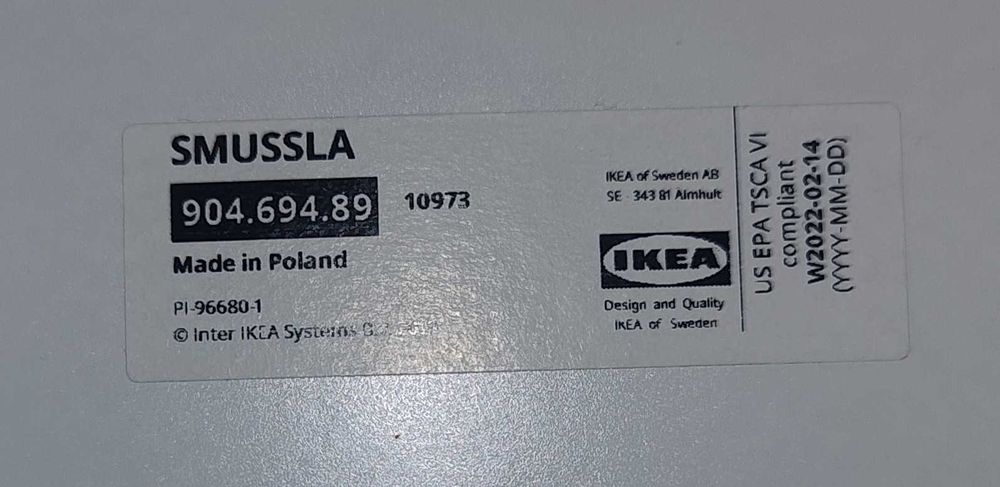 SMUSSLA
904.694.89 10973
Made in Poland
PI-96680-1
© Inter IKEA Systems
IKEA of Sweden AB
SE - 343 81 Älmhult
IKEA
Design and Quality
IKEA of Sweden
US EPA TSCA VI
compliant
W2022-02-14
(YYYY-MM-DD)